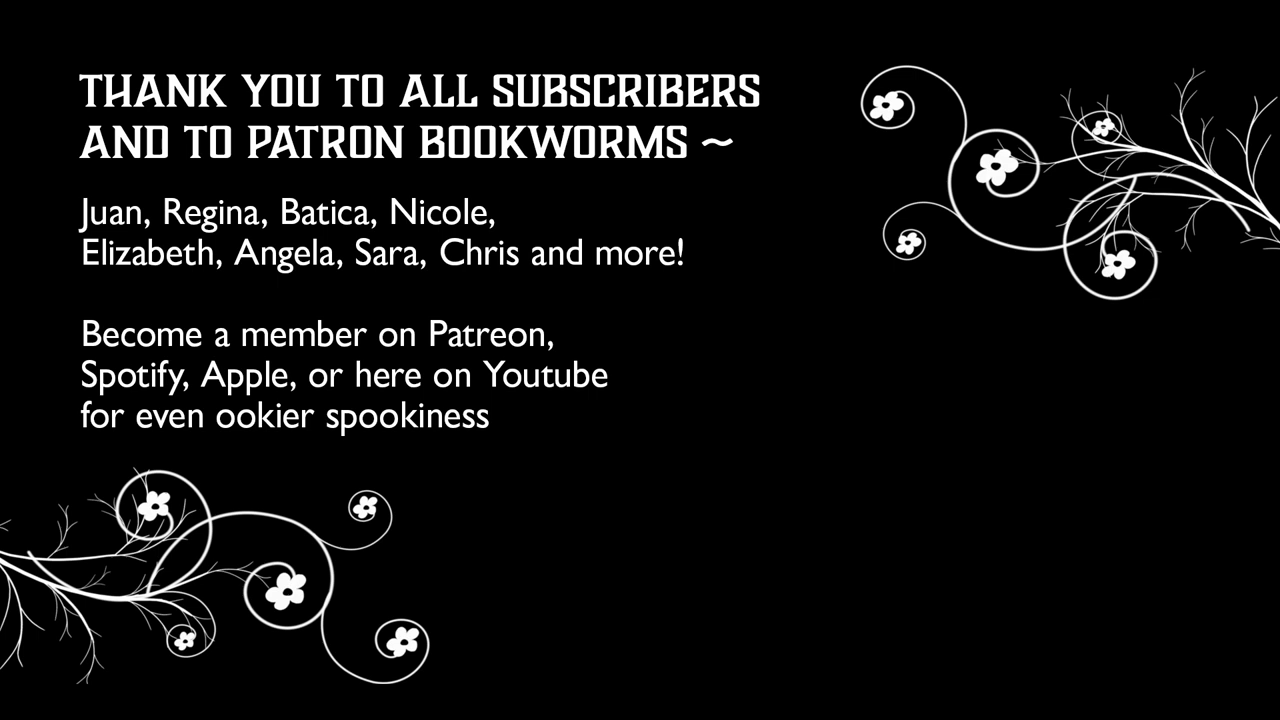 THANK YOU TO ALL SUBSCRIBERS
AND TO PATRON BOOKWORMS ~
Juan, Regina, Batica, Nicole,
Elizabeth, Angela, Sara, Chris and more!
Become a member on Patreon,
Spotify, Apple, or here on Youtube
for even ookier spookiness